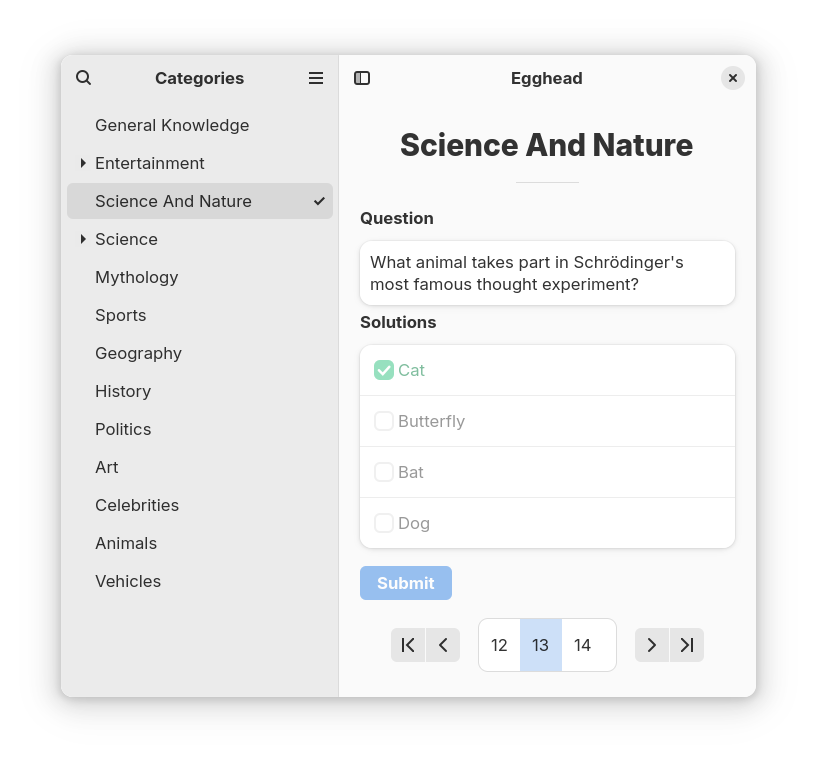 Categories
General Knowledge
Entertainment
Science And Nature
Science
Mythology
Sports
Geography
History
Politics
Art
Celebrities
Animals
Vehicles
Egghead
Science And Nature
Question
What animal takes part in Schrödinger's
most famous thought experiment?
Solutions
Cat
Butterfly
Bat
Dog
Submit
12 13 14